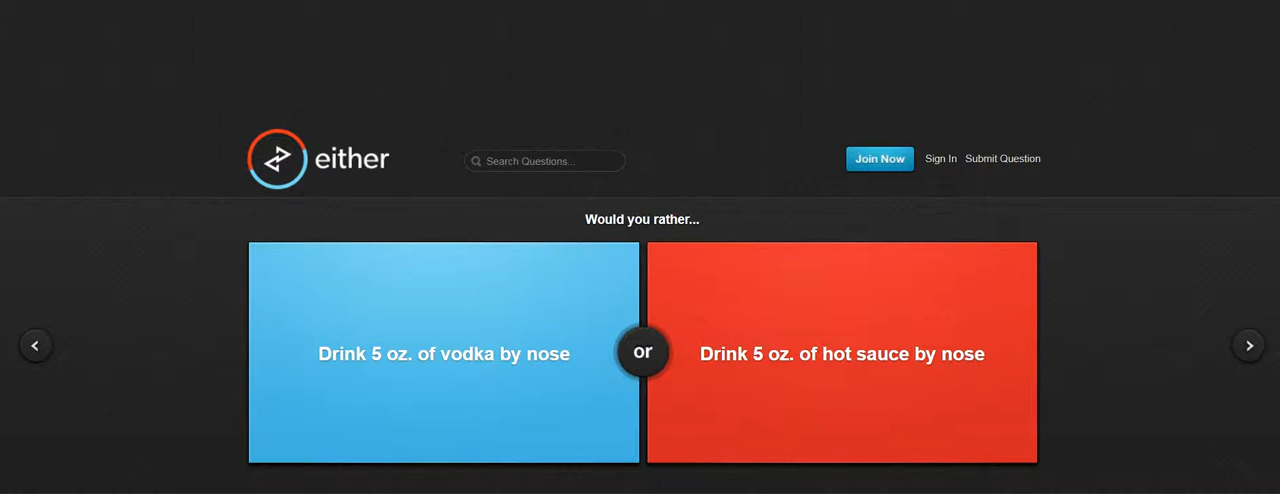 either
Search Questions...
Join Now
Sign In
Submit Question
Would you rather...
Drink 5 oz. of vodka by nose
or
Drink 5 oz. of hot sauce by nose